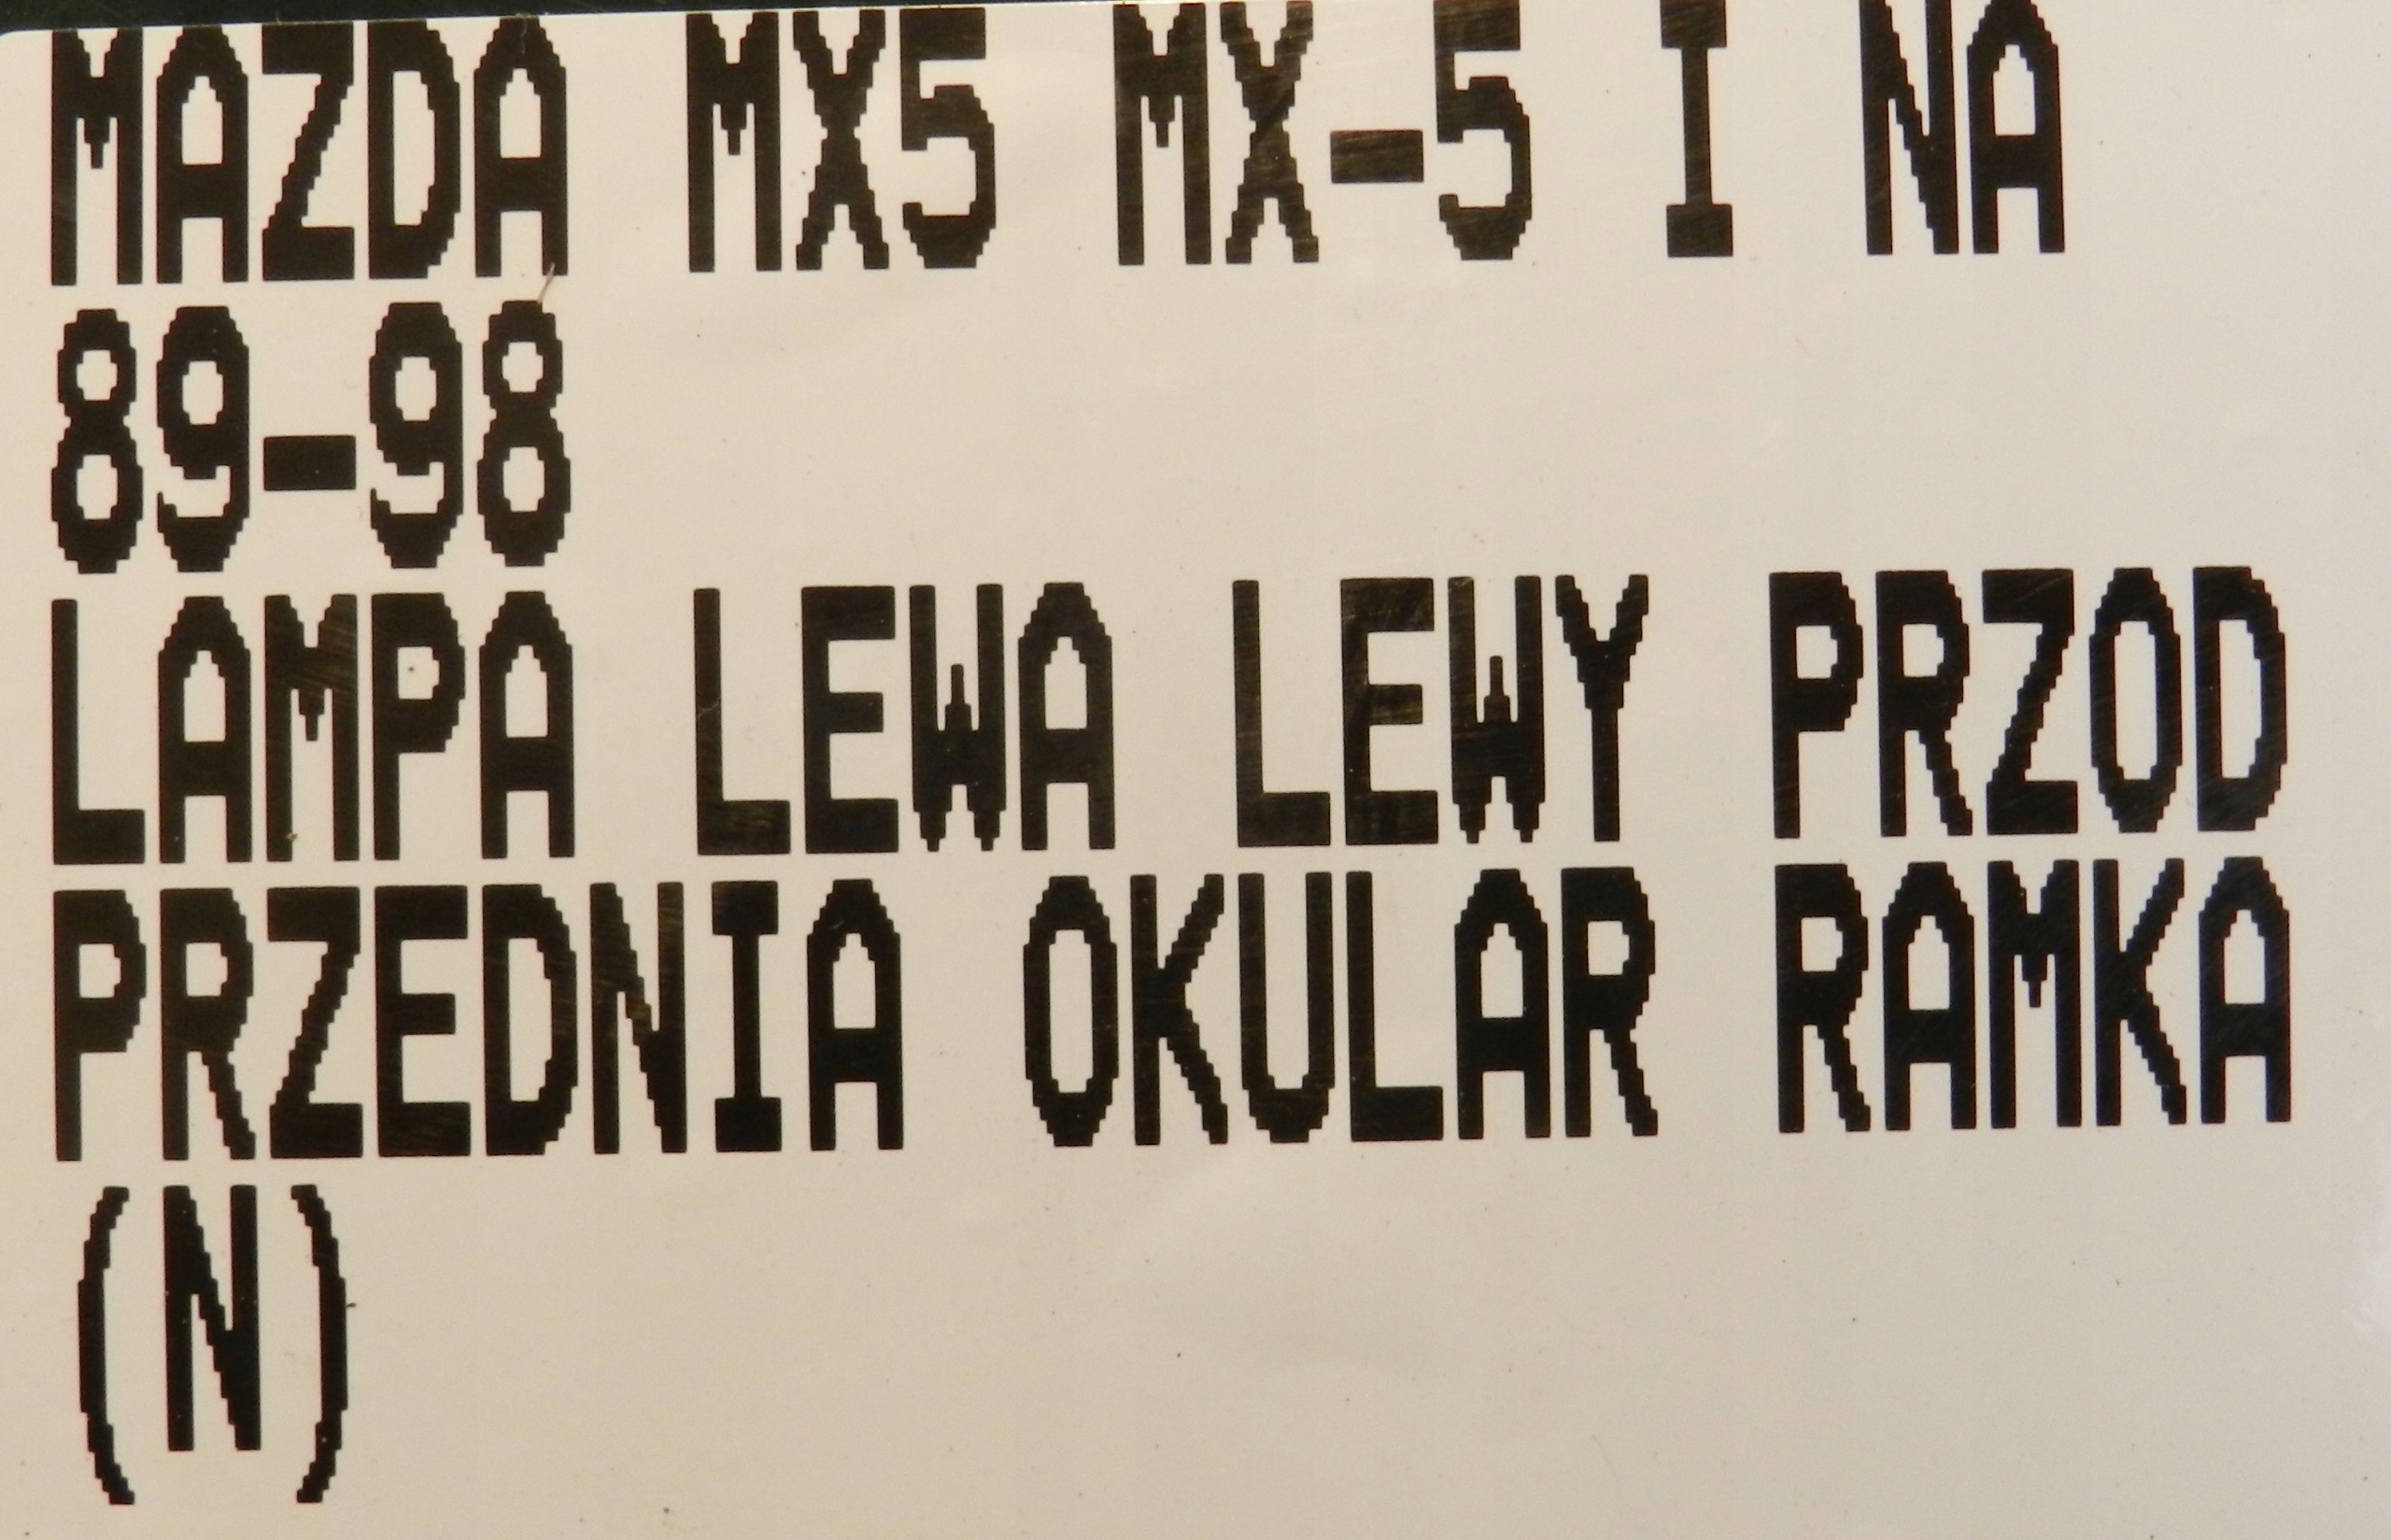 MAZDA MX5 MX-5 I NA
89-98
LAMPA LEWA LEWY PRZOD
PRZEDNIA OKULAR RAMKA
(N)